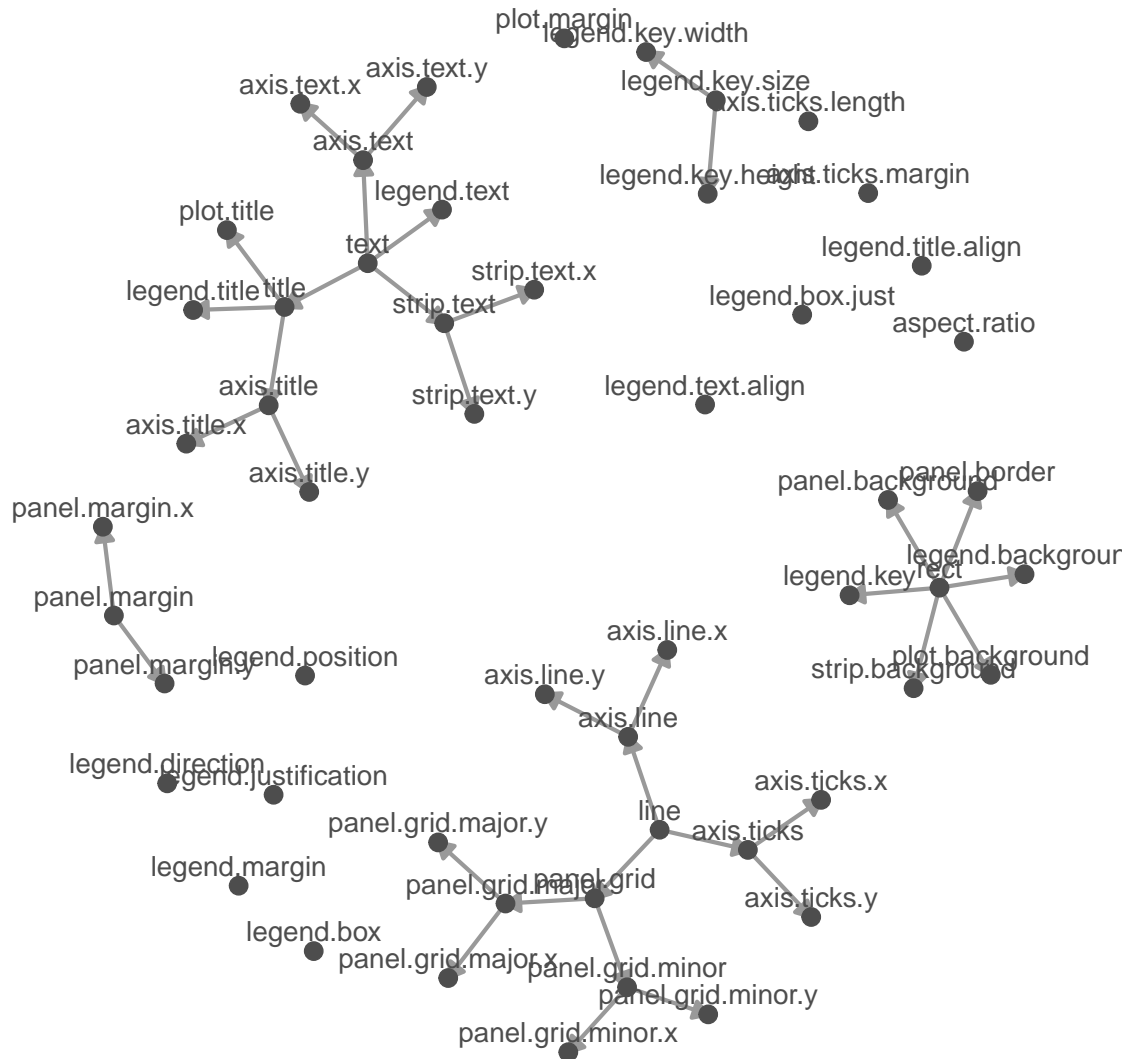 plot.margin
legend.key.width
axis.text.y
axis.text.x
legend.key.size
axis.ticks.length
axis.text
legend.key.height
axis.ticks.margin
legend.text
plot.title
text
legend.title.align
strip.text.x
legend.title
title
strip.text
legend.box.just
aspect.ratio
axis.title
strip.text.y
legend.text.align
axis.title.x
axis.title.y
panel.border
panel.background
panel.margin.x
legend.background
legend.key
rect
panel.margin
axis.line.x
legend.position
panel.margin.y
axis.line.y
plot.background
strip.background
axis.line
legend.direction
legend.justification
axis.ticks.x
line
panel.grid.major.y
axis.ticks
legend.margin
panel.grid.major
panel.grid
axis.ticks.y
legend.box
panel.grid.major.x
panel.grid.minor
panel.grid.minor.y
panel.grid.minor.x